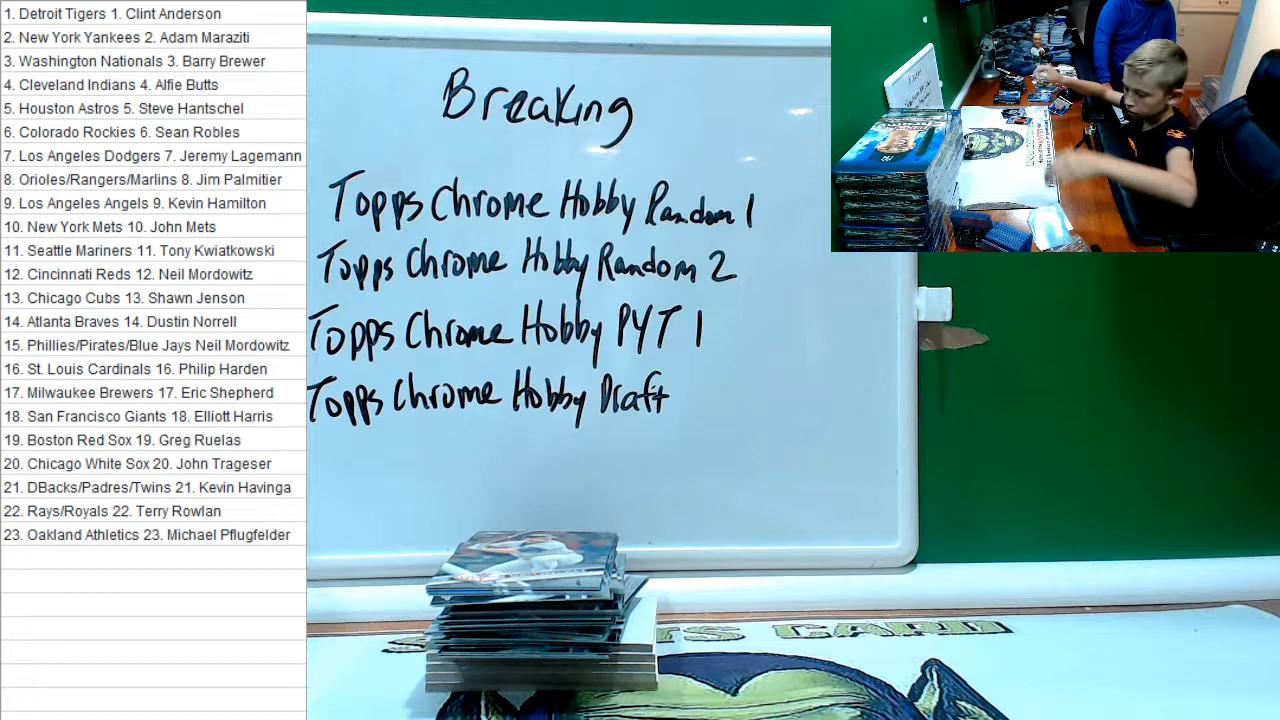 1. Detroit Tigers 1. Clint Anderson
2. New York Yankees 2. Adam Maraziti
3. Washington Nationals 3. Barry Brewer
4. Cleveland Indians 4. Alfie Butts
5. Houston Astros 5. Steve Hantschel
6. Colorado Rockies 6. Sean Robles
7. Los Angeles Dodgers 7. Jeremy Lagemann
8. Orioles/Rangers/Marlins 8. Jim Palmitier
9. Los Angeles Angels 9. Kevin Hamilton
10. New York Mets 10. John Mets
11. Seattle Mariners 11. Tony Kwiatkowski
12. Cincinnati Reds 12. Neil Mordowitz
13. Chicago Cubs 13. Shawn Jenson
14. Atlanta Braves 14. Dustin Norrell
15. Phillies/Pirates/Blue Jays Neil Mordowitz
16. St. Louis Cardinals 16. Philip Harden
17. Milwaukee Brewers 17. Eric Shepherd
18. San Francisco Giants 18. Elliott Harris
19. Boston Red Sox 19. Greg Ruelas
20. Chicago White Sox 20. John Trageser
21. DBacks/Padres/Twins 21. Kevin Havinga
22. Rays/Royals 22. Terry Rowlan
23. Oakland Athletics 23. Michael Pflugfelder
Breaking
Topps Chrome Hobby Random 1
Topps Chrome Hobby Random 2
Topps Chrome Hobby PYT 1
Topps Chrome Hobby Draft
CARD